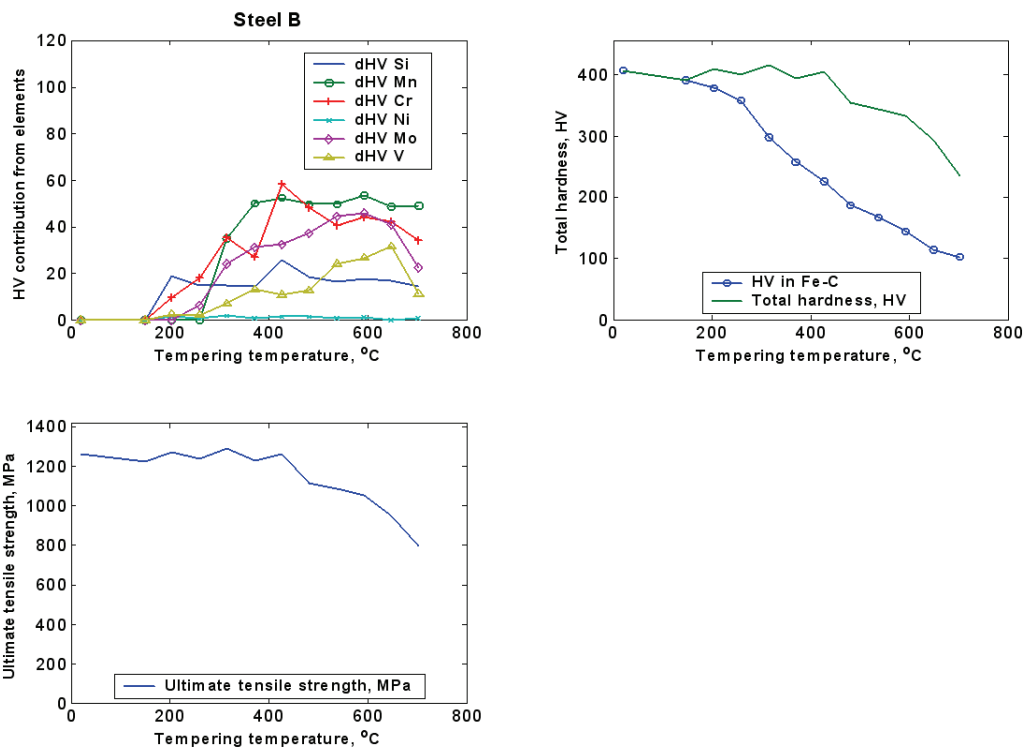 Steel B
HV contribution from elements
120
100
80
60
40
20
0
dHV Si
dHV Mn
dHV Cr
dHV Ni
dHV Mo
dHV V
0 200 400 600 800
Tempering temperature, °C
Total hardness, HV
400
300
200
100
0
HV in Fe-C
Total hardness, HV
0 200 400 600 800
Tempering temperature, °C
Ultimate tensile strength, MPa
1400
1200
1000
800
600
400
200
0
Ultimate tensile strength, MPa
0 200 400 600 800
Tempering temperature, °C